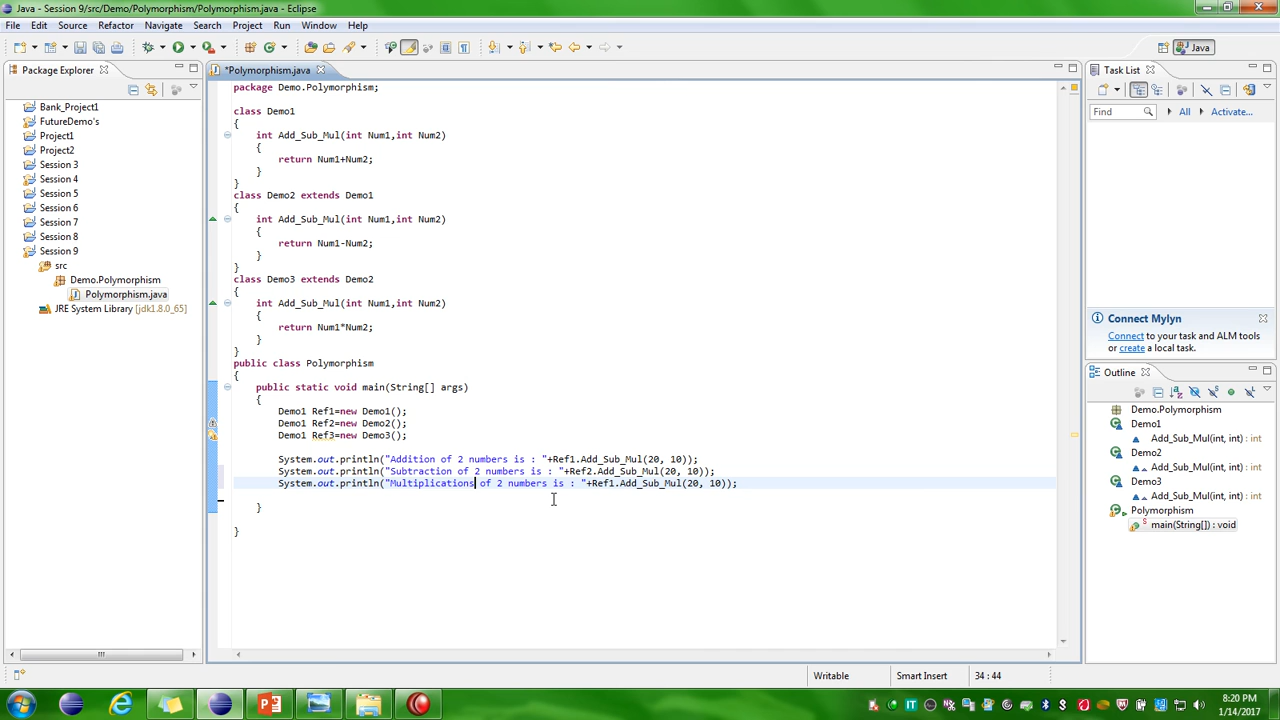 Java - Session 9/src/Demo/Polymorphism/Polymorphism.java - Eclipse
File Edit Source Refactor Navigate Search Project Run Window Help
Java
Package Explorer
Bank_Project1
FutureDemo's
Project1
Project2
Session 3
Session 4
Session 5
Session 6
Session 7
Session 8
Session 9
src
Demo.Polymorphism
Polymorphism.java
JRE System Library [jdk1.8.0_65]
*Polymorphism.java
package Demo.Polymorphism;
class Demo1
{
int Add_Sub_Mul(int Num1,int Num2)
{
return Num1+Num2;
}
}
class Demo2 extends Demo1
{
int Add_Sub_Mul(int Num1,int Num2)
{
return Num1-Num2;
}
}
class Demo3 extends Demo2
{
int Add_Sub_Mul(int Num1,int Num2)
{
return Num1*Num2;
}
}
public class Polymorphism
{
public static void main(String[] args)
{
Demo1 Ref1=new Demo1();
Demo1 Ref2=new Demo2();
Demo1 Ref3=new Demo3();
System.out.println("Addition of 2 numbers is : "+Ref1.Add_Sub_Mul(20, 10));
System.out.println("Subtraction of 2 numbers is : "+Ref2.Add_Sub_Mul(20, 10));
System.out.println("Multiplications of 2 numbers is : "+Ref1.Add_Sub_Mul(20, 10));
}
}
Task List
Find All Activate...
Connect Mylyn
Connect to your task and ALM tools
or create a local task.
Outline
Demo.Polymorphism
Demo1
Add_Sub_Mul(int, int) : int
Demo2
Add_Sub_Mul(int, int) : int
Demo3
Add_Sub_Mul(int, int) : int
Polymorphism
main(String[]) : void
Writable Smart Insert 34 : 44
8:20 PM
1/14/2017